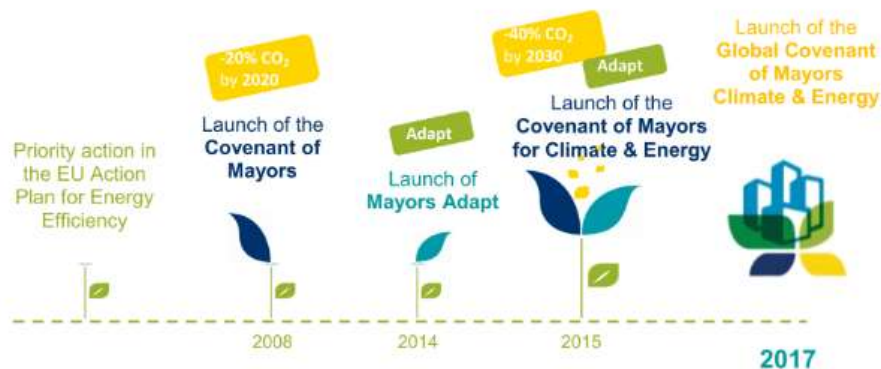 Priority action in
the EU Action
Plan for Energy
Efficiency
-20% CO₂
by 2020
Launch of the
Covenant of
Mayors
2008
Adapt
Launch of
Mayors Adapt
2014
-40% CO₂
by 2030
Adapt
Launch of the
Covenant of Mayors
for Climate & Energy
2015
Launch of the
Global Covenant
of Mayors
Climate & Energy
2017